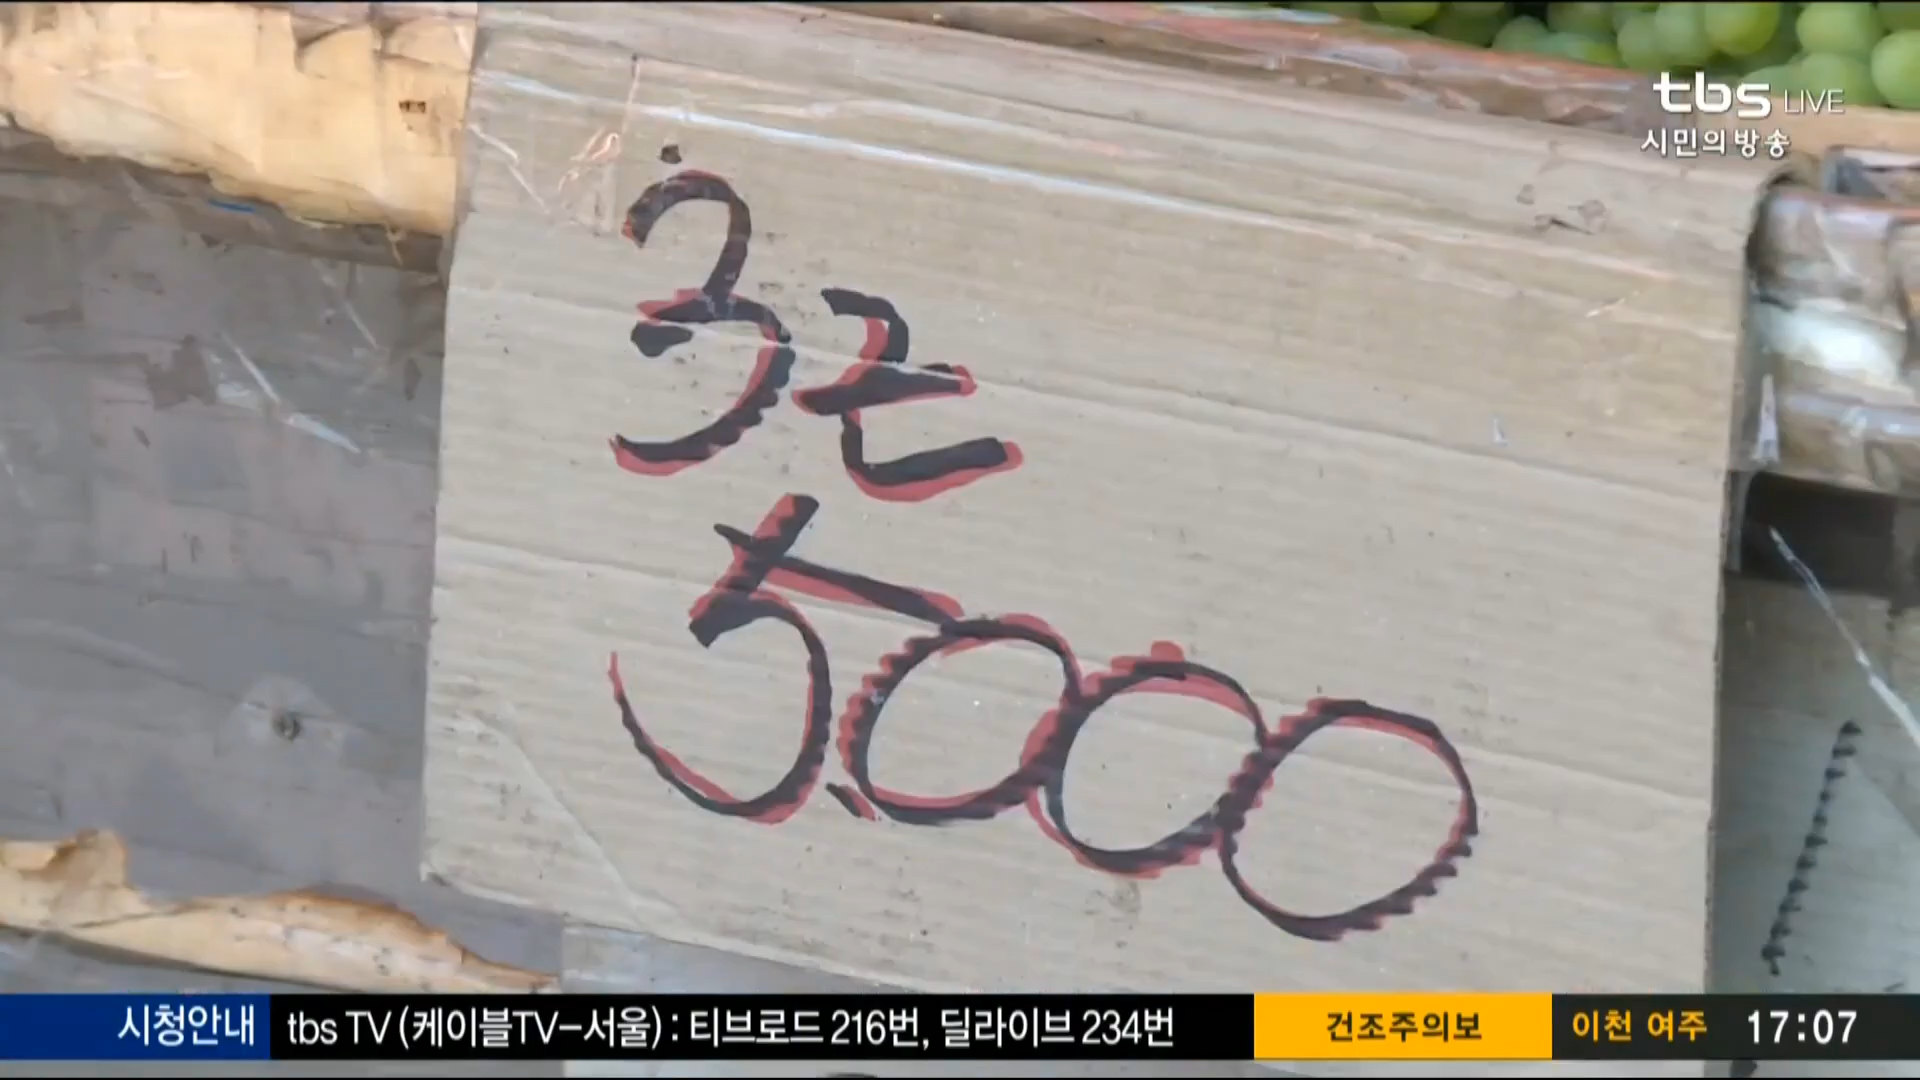 tbs LIVE
시민의방송
3근
5.000
시청안내 tbs TV (케이블TV-서울) : 티브로드 216번, 딜라이브 234번 건조주의보 이천 여주 17:07